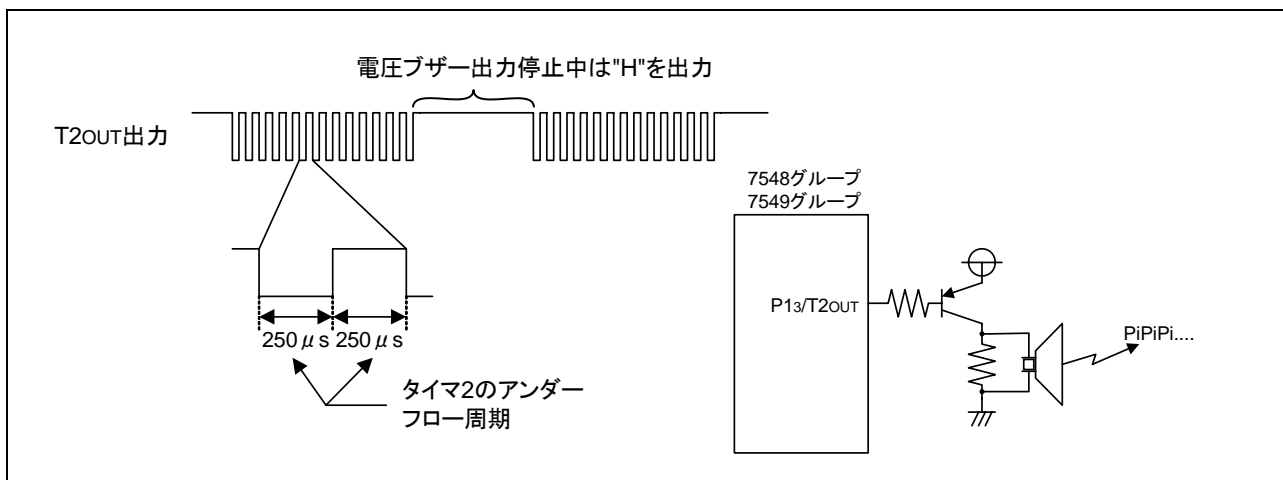 電圧ブザー出力停止中は"H"を出力
T2OUT出力
250μs 250μs
タイマ2のアンダー
フロー周期
7548グループ
7549グループ
P13/T2OUT
PiPiPi....